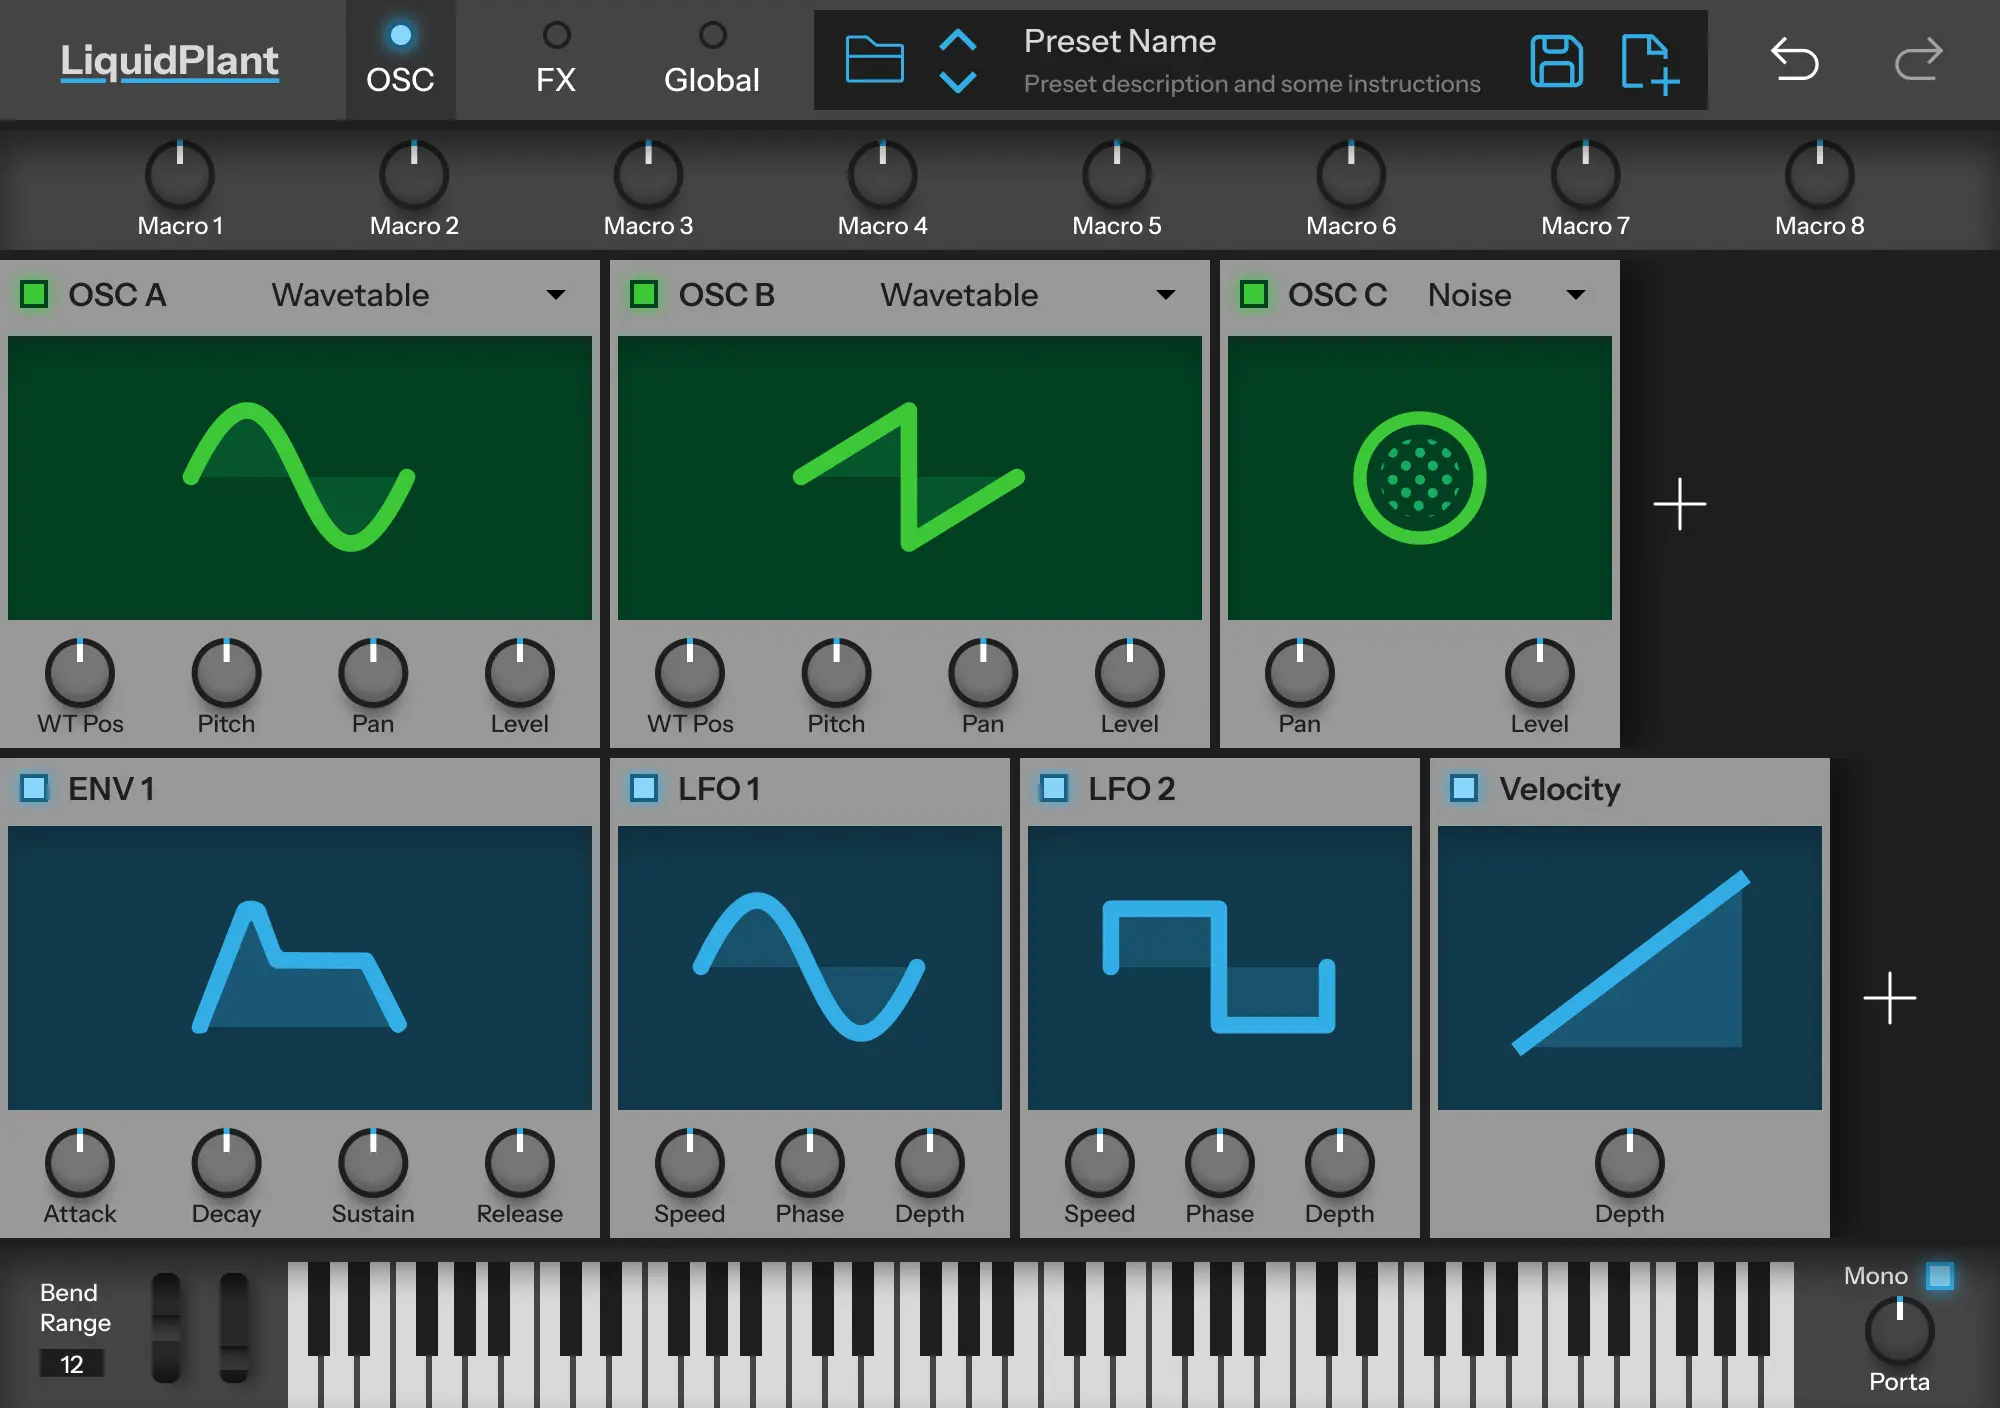 LiquidPlant
OSC
FX
Global
Preset Name
Preset description and some instructions
Macro 1
Macro 2
Macro 3
Macro 4
Macro 5
Macro 6
Macro 7
Macro 8
OSC A
Wavetable
OSC B
Wavetable
OSC C
Noise
WT Pos
Pitch
Pan
Level
WT Pos
Pitch
Pan
Level
Pan
Level
ENV 1
LFO 1
LFO 2
Velocity
Attack
Decay
Sustain
Release
Speed
Phase
Depth
Speed
Phase
Depth
Depth
Bend
Range
12
Mono
Porta